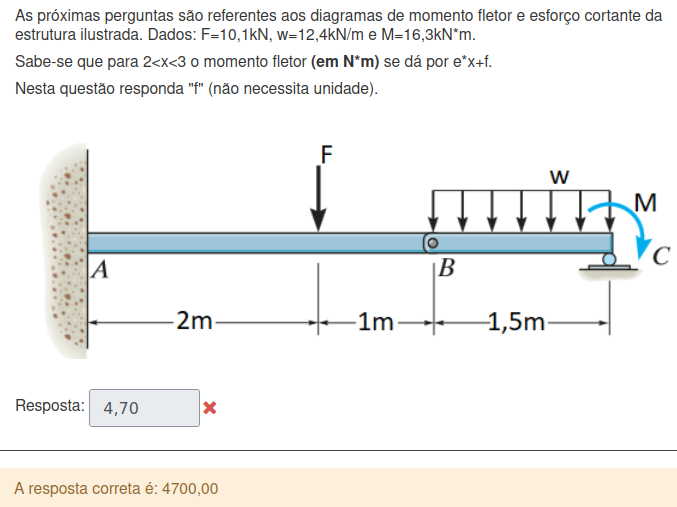 As próximas perguntas são referentes aos diagramas de momento fletor e esforço cortante da
estrutura ilustrada. Dados: F=10,1kN, w=12,4kN/m e M=16,3kN*m.
Sabe-se que para 2<x<3 o momento fletor (em N*m) se dá por e*x+f.
Nesta questão responda "f" (não necessita unidade).
F
w
M
A
B
C
2m
1m
1,5m
Resposta: 4,70
A resposta correta é: 4700,00